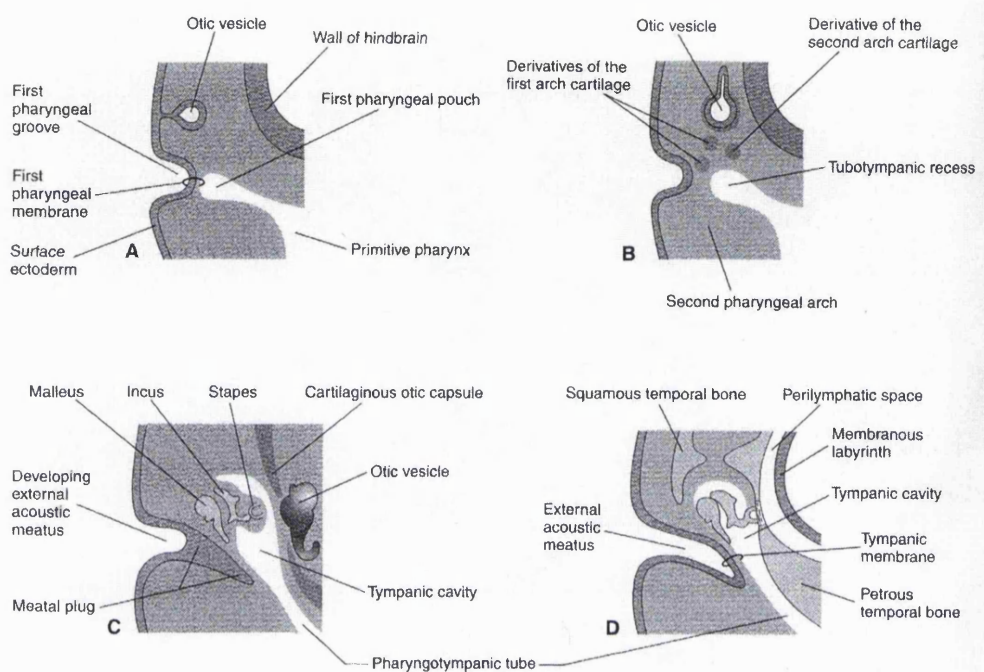 Otic vesicle
Wall of hindbrain
First
pharyngeal
groove
First pharyngeal pouch
First
pharyngeal
membrane
Surface
ectoderm
A
Primitive pharynx
Otic vesicle
Derivative of the
second arch cartilage
Derivatives of the
first arch cartilage
Tubotympanic recess
B
Second pharyngeal arch
Malleus
Incus
Stapes
Cartilaginous otic capsule
Developing
external
acoustic
meatus
Otic vesicle
Meatal plug
Tympanic cavity
C
Squamous temporal bone
Perilymphatic space
Membranous
labyrinth
External
acoustic
meatus
Tympanic cavity
Tympanic
membrane
Petrous
temporal bone
D
Pharyngotympanic tube